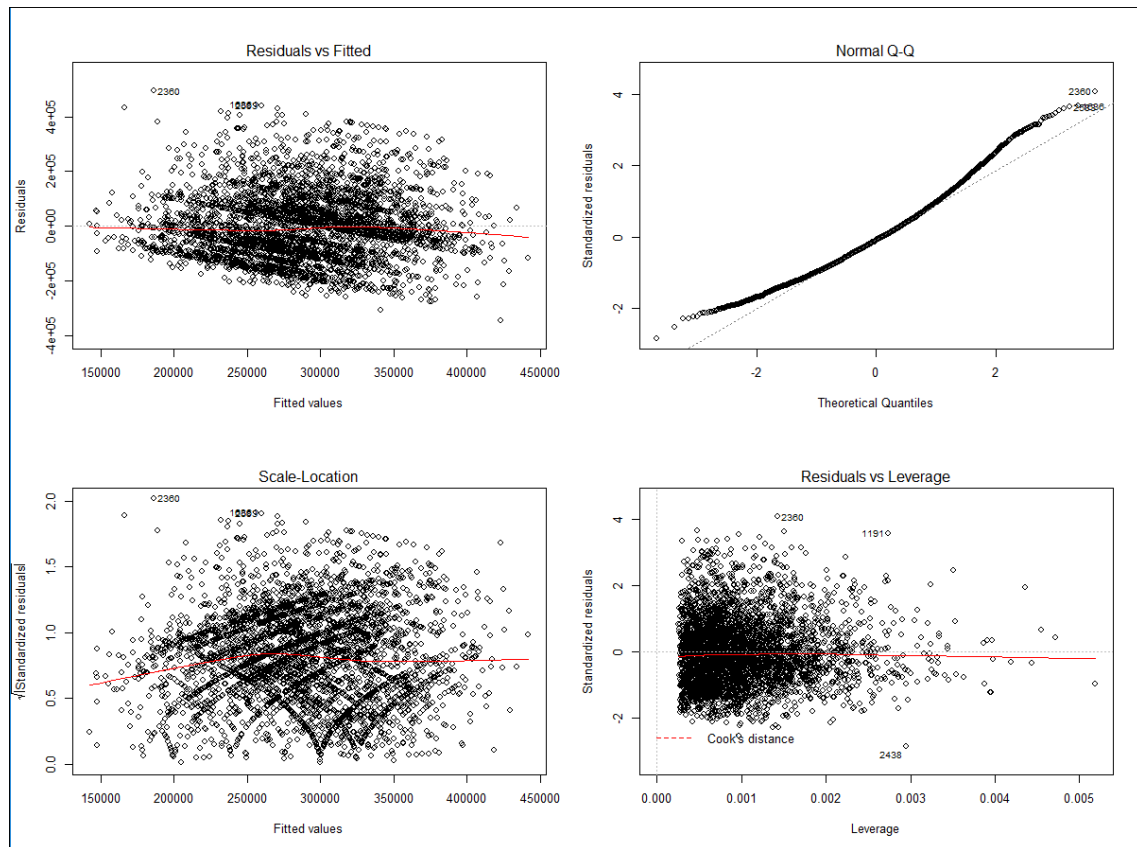 Residuals vs Fitted
Residuals
-4e+05 -2e+05 0e+00 2e+05 4e+05
2360
150000 200000 250000 300000 350000 400000 450000
Fitted values
Normal Q-Q
Standardized residuals
-2 0 2 4
2360
-2 0 2
Theoretical Quantiles
Scale-Location
√|Standardized residuals|
0.0 0.5 1.0 1.5 2.0
2360
150000 200000 250000 300000 350000 400000 450000
Fitted values
Residuals vs Leverage
Standardized residuals
-2 0 2 4
2360
1191
Cook's distance
2438
0.000 0.001 0.002 0.003 0.004 0.005
Leverage